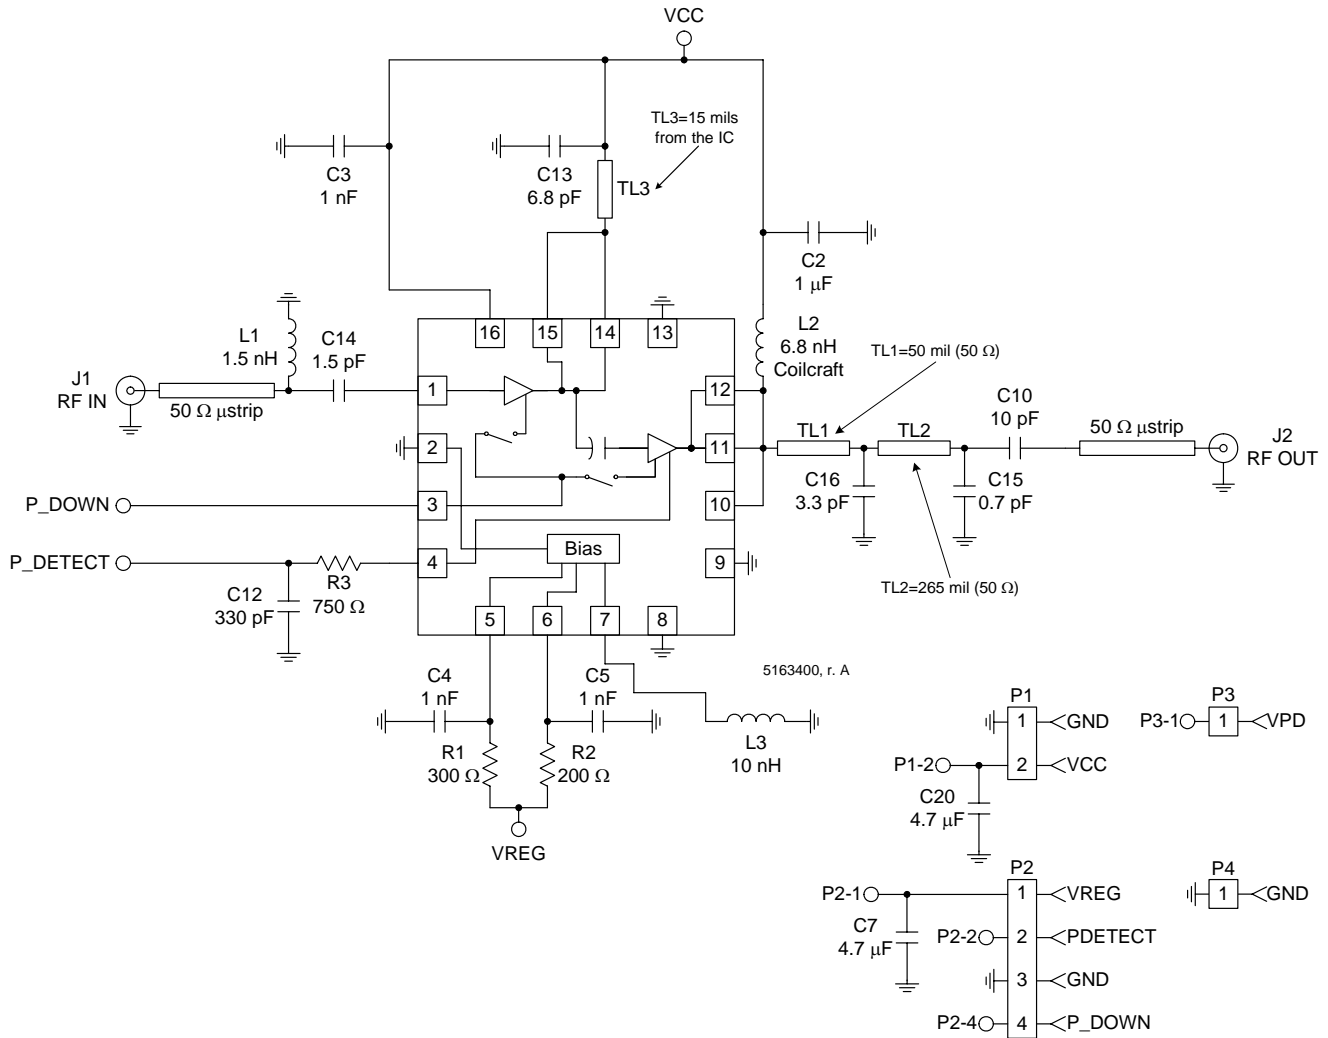 VCC
TL3=15 mils
from the IC
C3
1 nF
C13
6.8 pF
TL3
C2
1 μF
L1
1.5 nH
C14
1.5 pF
16
15
14
13
L2
6.8 nH
Coilcraft
TL1=50 mil (50 Ω)
J1
RF IN
50 Ω μstrip
1
12
C10
10 pF
2
11
TL1
TL2
50 Ω μstrip
J2
RF OUT
C16
3.3 pF
C15
0.7 pF
P_DOWN
3
10
P_DETECT
4
Bias
9
C12
330 pF
R3
750 Ω
TL2=265 mil (50 Ω)
5
6
7
8
5163400, r. A
C4
1 nF
C5
1 nF
R1
300 Ω
R2
200 Ω
L3
10 nH
VREG
P1
1
GND
P1-2
2
VCC
C20
4.7 μF
P3
P3-1
1
VPD
P2
P2-1
1
VREG
C7
4.7 μF
P2-2
2
PDETECT
3
GND
P2-4
4
P_DOWN
P4
1
GND